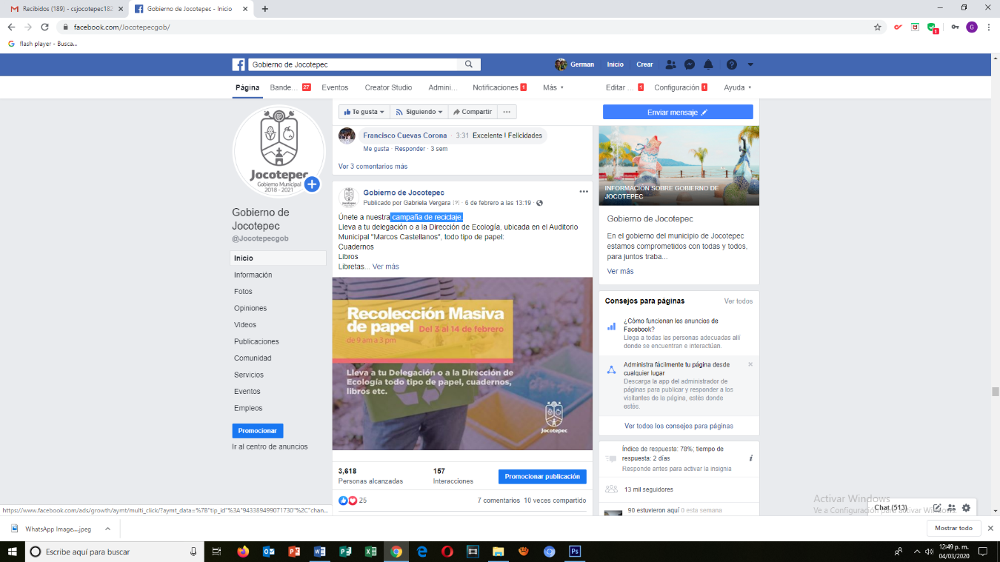 Recibidos (189) - csjocotepec182
Gobierno de Jocotepec - Inicio
facebook.com/Jocotepecgob/
flash player - Busca...
Gobierno de Jocotepec
German
Inicio
Crear
Página
Bande... 27
Eventos
Creator Studio
Admini...
Notificaciones 1
Más
Editar ... 1
Configuración 1
Ayuda
Jocotepec
Gobierno Municipal
2018 - 2021
Gobierno de
Jocotepec
@Jocotepecgob
Inicio
Información
Fotos
Opiniones
Videos
Publicaciones
Comunidad
Servicios
Eventos
Empleos
Promocionar
Ir al centro de anuncios
Te gusta
Siguiendo
Compartir
Francisco Cuevas Corona · 3:31 Excelente ! Felicidades
Me gusta · Responder · 3 sem
Ver 3 comentarios más
Gobierno de Jocotepec
Publicado por Gabriela Vergara [?] · 6 de febrero a las 13:19 ·
Únete a nuestra campaña de reciclaje.
Lleva a tu delegación o a la Dirección de Ecología, ubicada en el Auditorio
Municipal "Marcos Castellanos", todo tipo de papel:
Cuadernos
Libros
Libretas... Ver más
Recolección Masiva
de papel Del 3 al 14 de febrero
de 9 am a 3 pm
Lleva a tu Delegación o a la Dirección de
Ecología todo tipo de papel, cuadernos,
libros etc.
Jocotepec
3,618
Personas alcanzadas
157
Interacciones
Promocionar publicación
25
7 comentarios 10 veces compartido
Enviar mensaje
INFORMACIÓN SOBRE GOBIERNO DE
JOCOTEPEC
Gobierno de Jocotepec
En el gobierno del municipio de Jocotepec
estamos comprometidos con todas y todos,
para juntos traba...
Ver más
Consejos para páginas
Ver todos
¿Cómo funcionan los anuncios de
Facebook?
Llega a todas las personas adecuadas allí
donde se encuentran e interactúan.
Administra fácilmente tu página desde
cualquier lugar
Descarga la app del administrador de
páginas para publicar y responder a los
visitantes de la página, estés donde
estés.
Ver todos los consejos para páginas
Índice de respuesta: 78%; tiempo de
respuesta: 2 días
Responde antes para activar la insignia
13 mil seguidores
90 estuvieron aquí 0 esta semana
Activar Windows
Ve a Configuración para activar Windows.
Chat (513)
https://www.facebook.com/ads/growth/aymt/multi_click/?aymt_data=%7B"tip_id"%3A"943389499071730"%2C"chan...
WhatsApp Image....jpeg
Mostrar todo
Escribe aquí para buscar
12:49 p. m.
04/03/2020